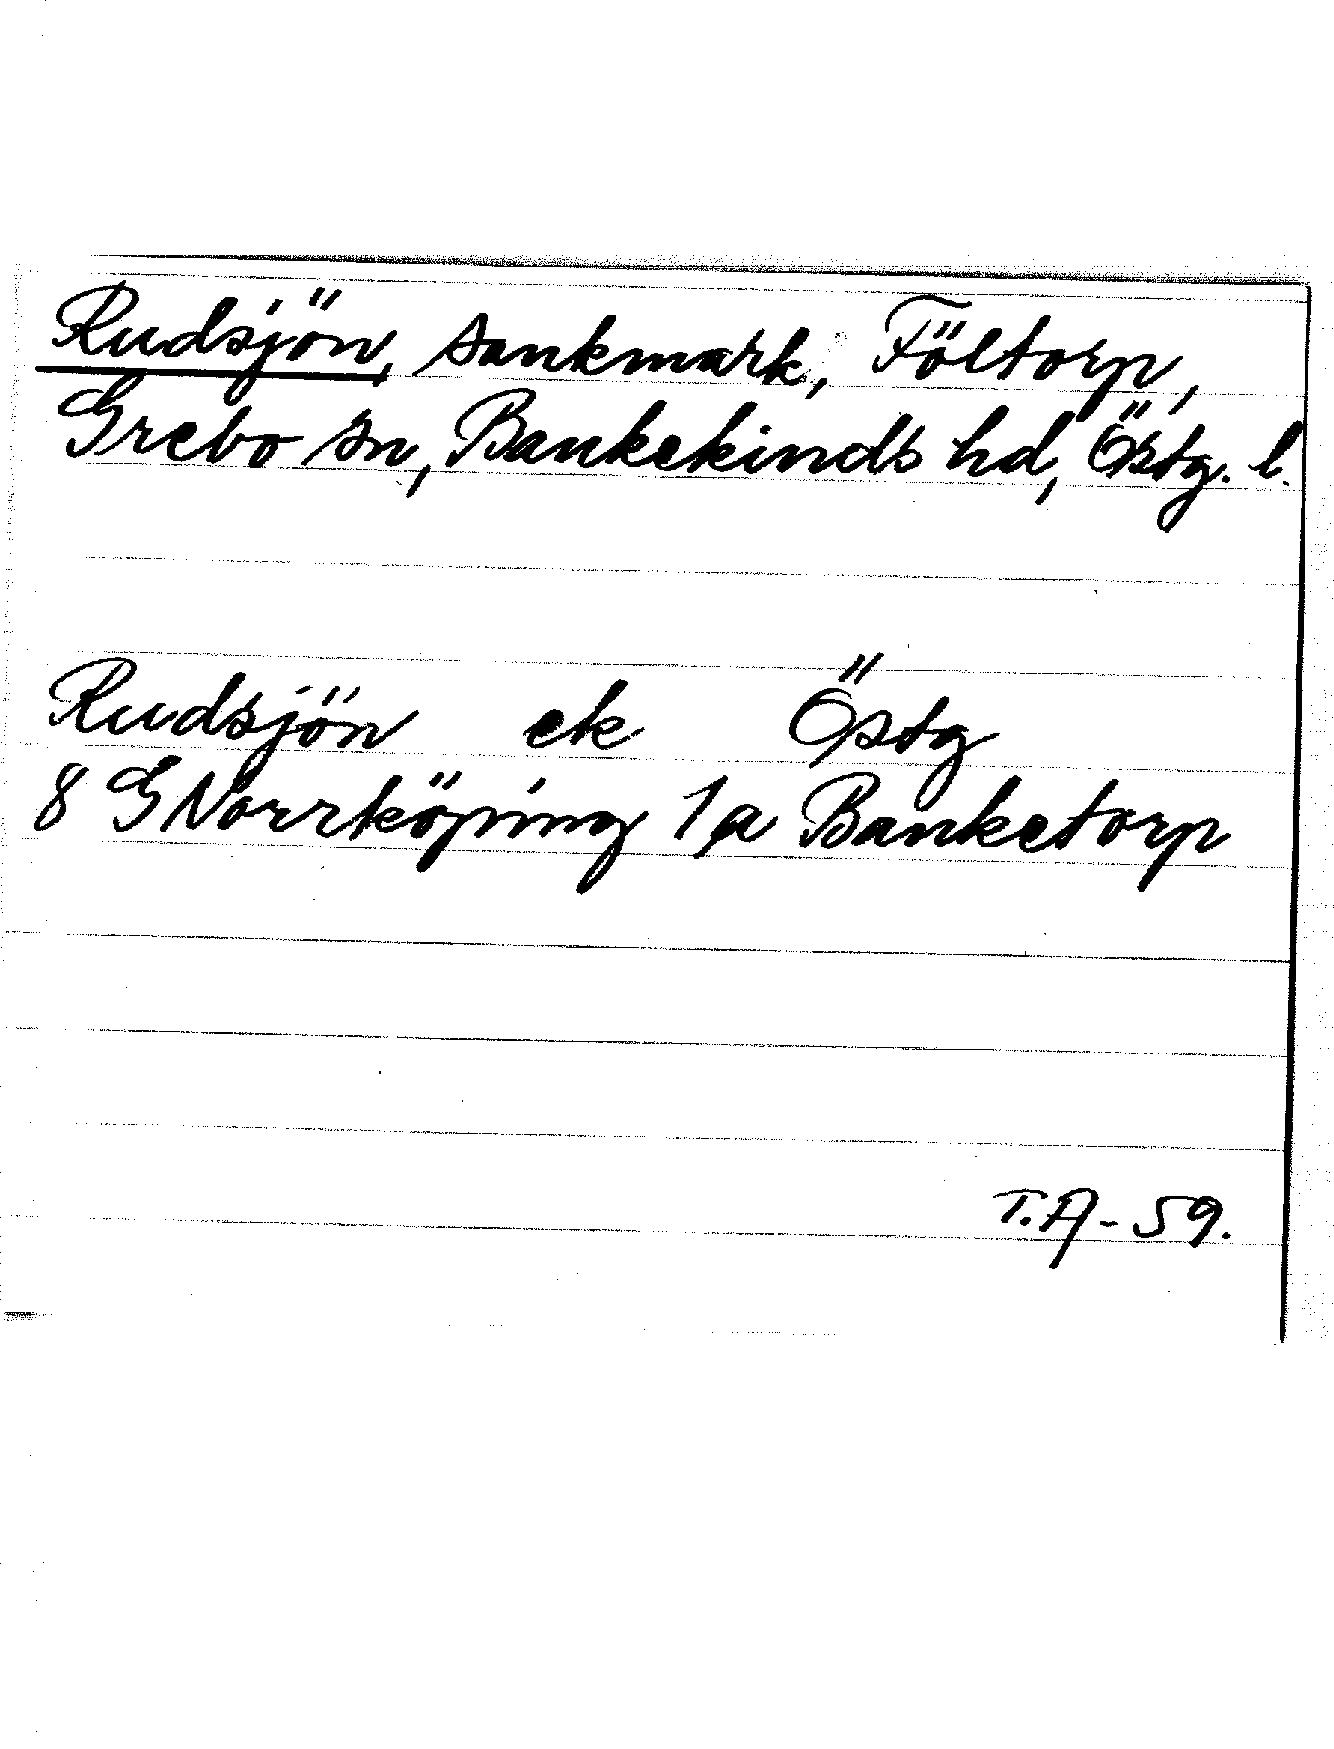 Rudsjön, sankmark, Föltorp,
Grebo sn, Bankekinds hd, Östg. l.
Rudsjön ek Östg
8 G Norrköping 1a Banketorp
T.A-59.